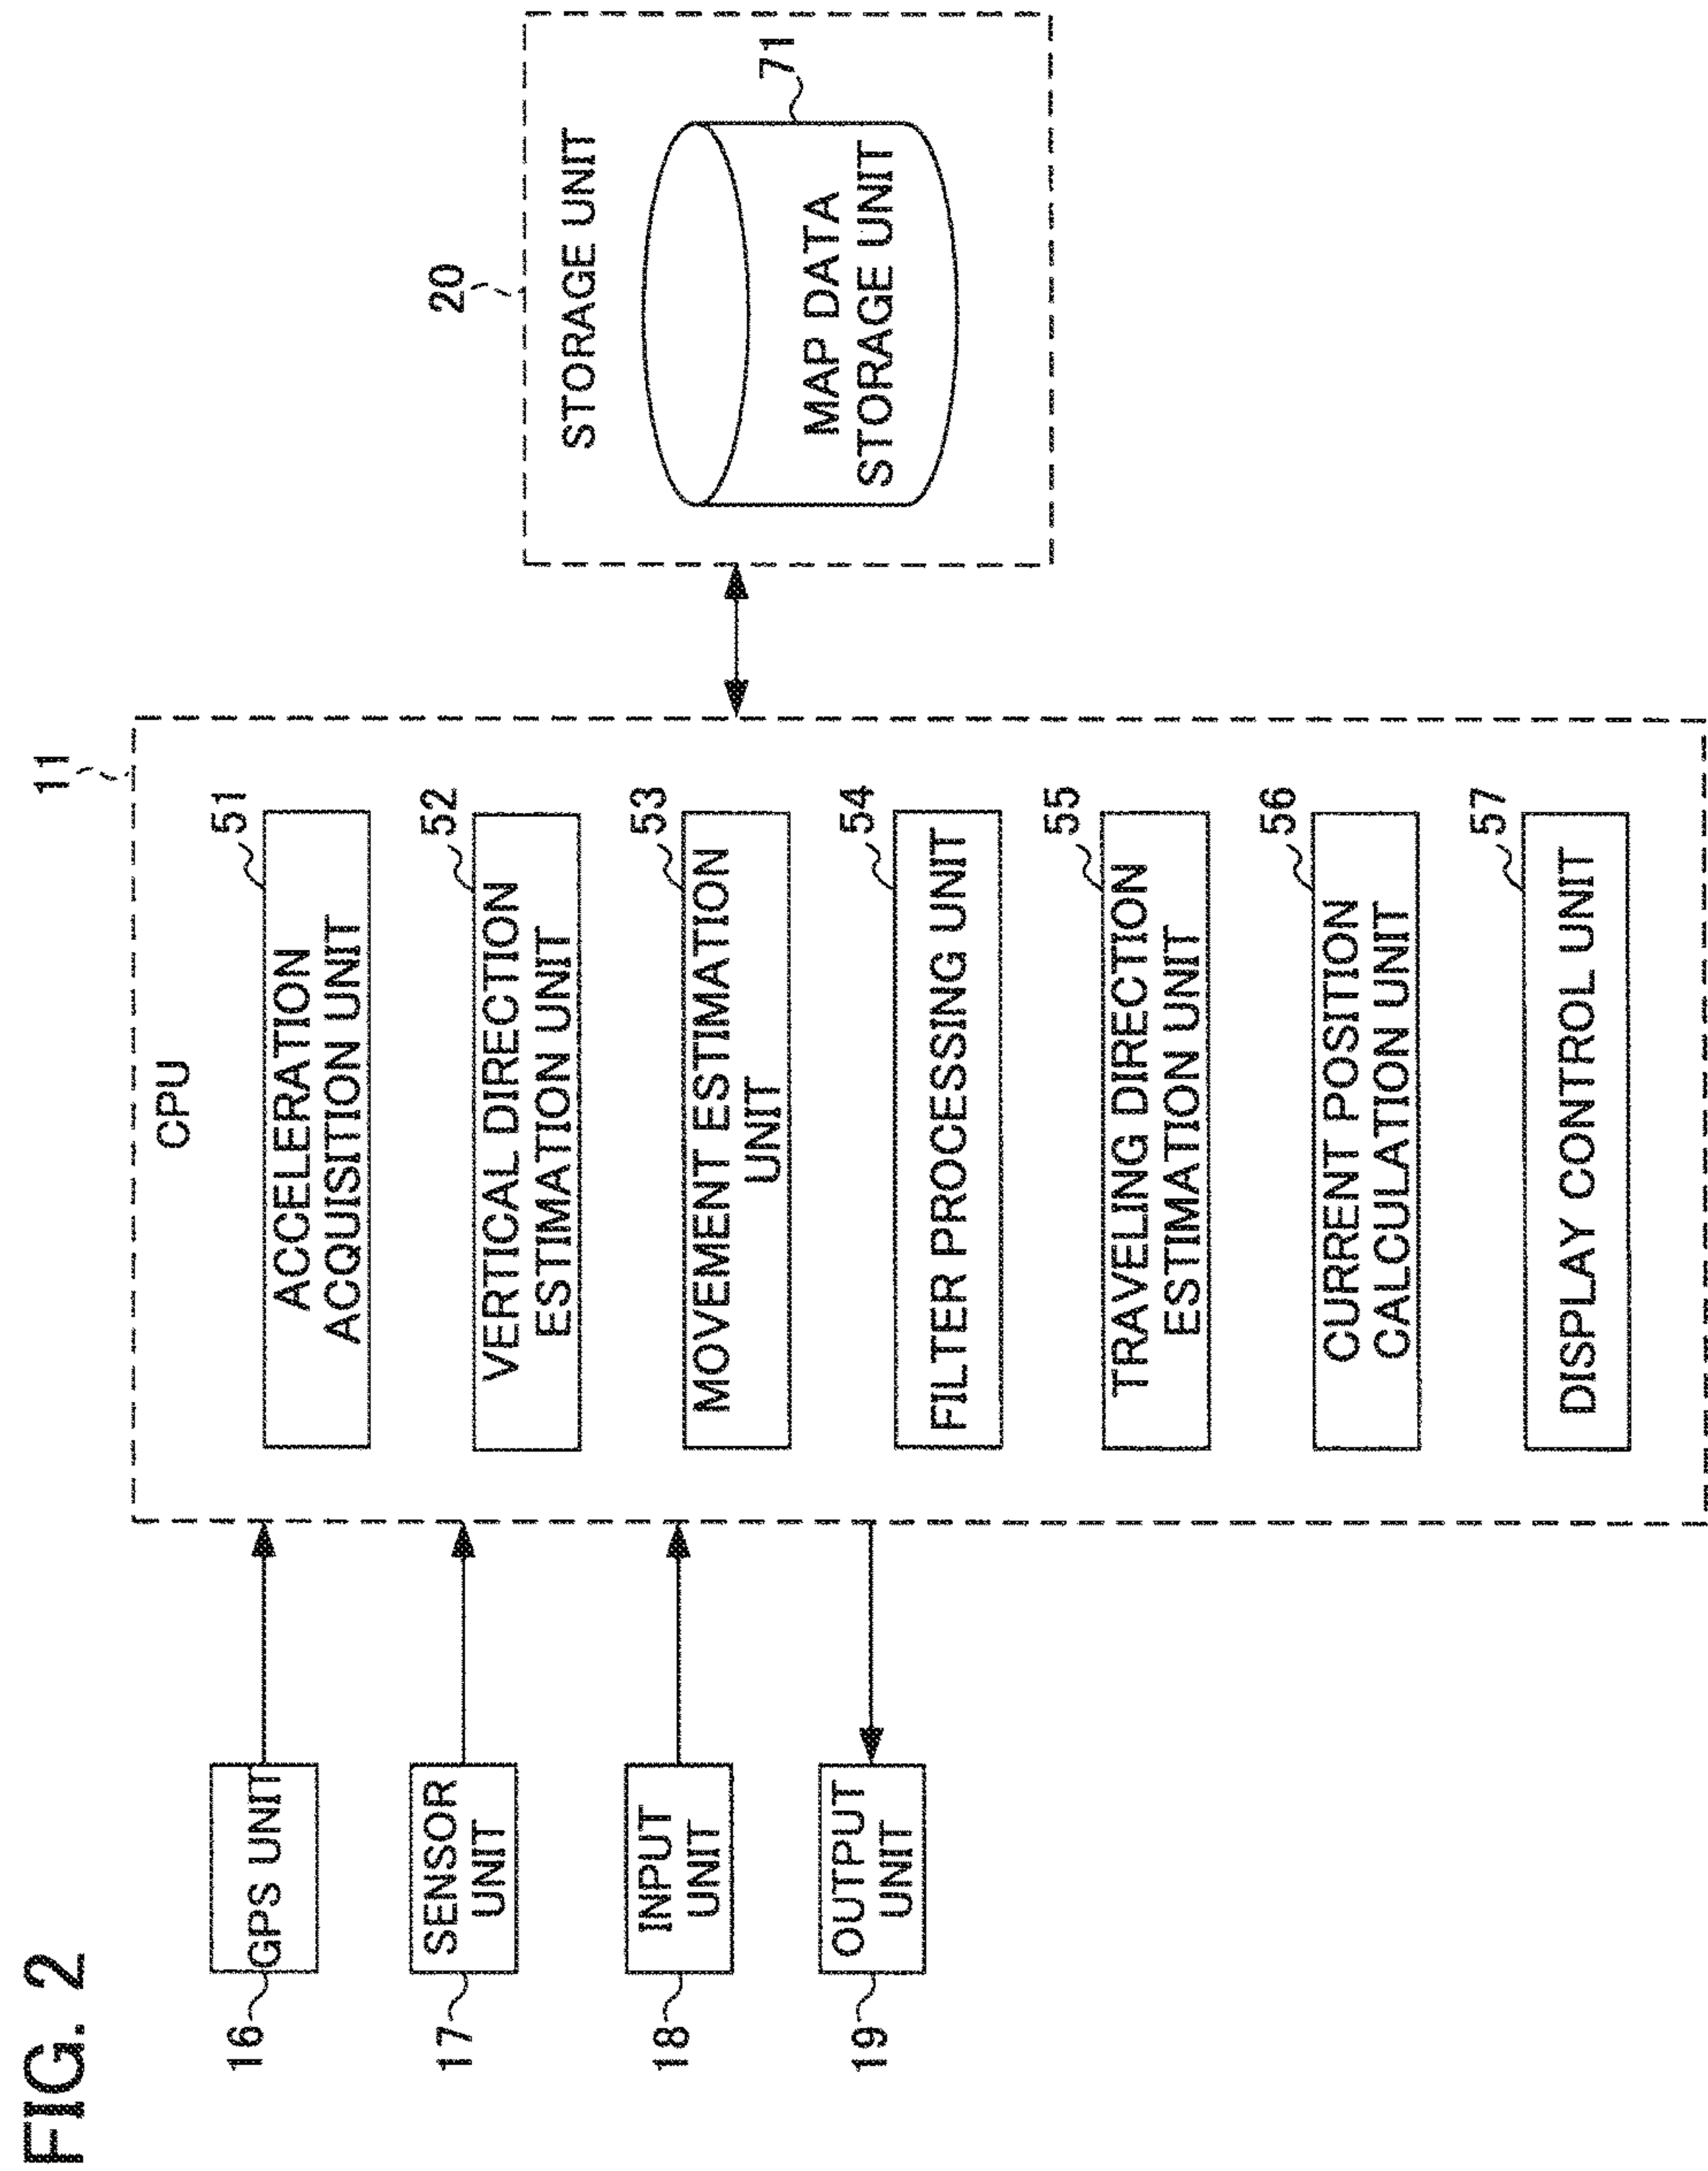 FIG. 2
16
GPS UNIT
17
SENSOR
UNIT
18
INPUT
UNIT
19
OUTPUT
UNIT
11
CPU
51
ACCELERATION
ACQUISITION UNIT
52
VERTICAL DIRECTION
ESTIMATION UNIT
53
MOVEMENT ESTIMATION
UNIT
54
FILTER PROCESSING UNIT
55
TRAVELING DIRECTION
ESTIMATION UNIT
56
CURRENT POSITION
CALCULATION UNIT
57
DISPLAY CONTROL UNIT
20
STORAGE UNIT
71
MAP DATA
STORAGE UNIT